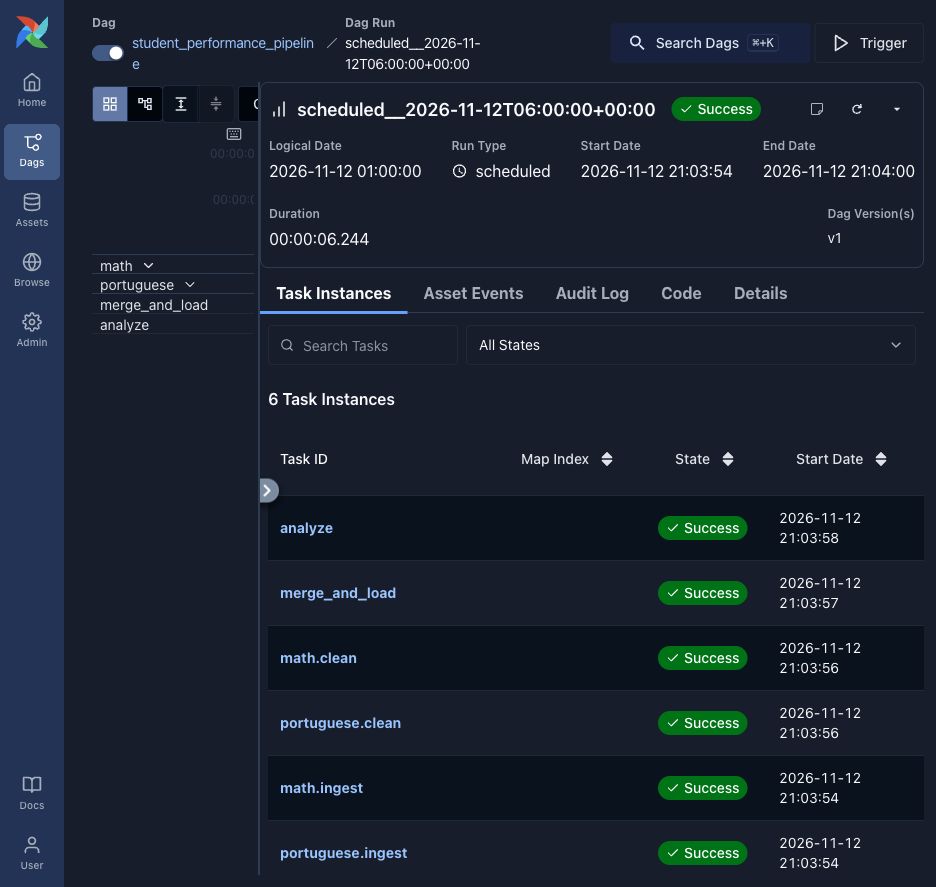 Dag
student_performance_pipelin
e
/
Dag Run
scheduled__2026-11-
12T06:00:00+00:00
Search Dags ⌘+K
Trigger
Home
Dags
Assets
Browse
Admin
Docs
User
00:00:0
00:00:0
math
portuguese
merge_and_load
analyze
scheduled__2026-11-12T06:00:00+00:00
Success
Logical Date
2026-11-12 01:00:00
Run Type
scheduled
Start Date
2026-11-12 21:03:54
End Date
2026-11-12 21:04:00
Duration
00:00:06.244
Dag Version(s)
v1
Task Instances Asset Events Audit Log Code Details
Search Tasks
All States
6 Task Instances
Task ID Map Index State Start Date
analyze Success 2026-11-12
21:03:58
merge_and_load Success 2026-11-12
21:03:57
math.clean Success 2026-11-12
21:03:56
portuguese.clean Success 2026-11-12
21:03:56
math.ingest Success 2026-11-12
21:03:54
portuguese.ingest Success 2026-11-12
21:03:54